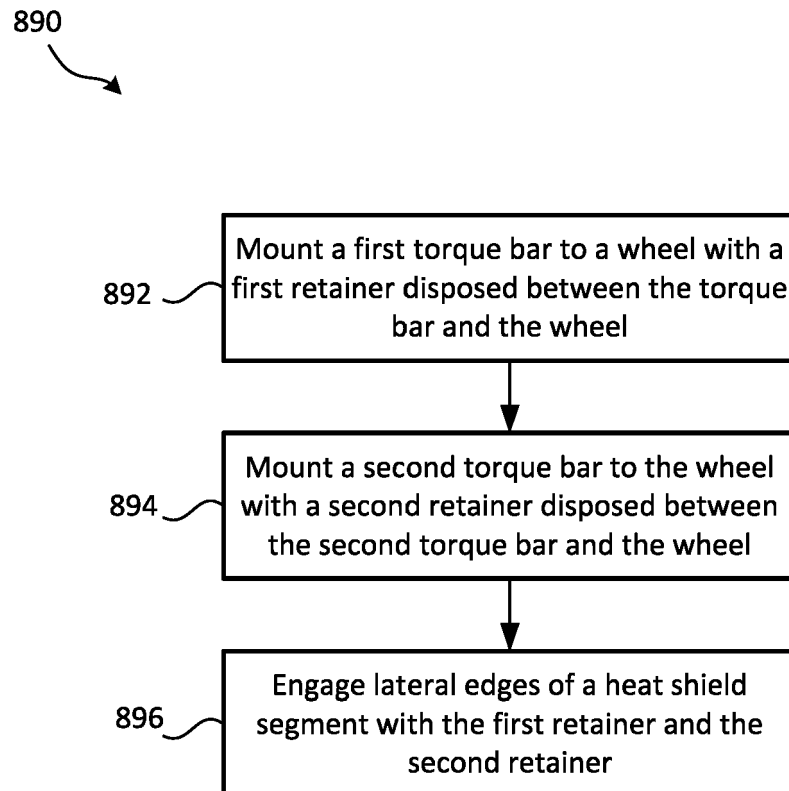 890
Mount a first torque bar to a wheel with a
892
first retainer disposed between the torque
bar and the wheel
Mount a second torque bar to the wheel
894
with a second retainer disposed between
the second torque bar and the wheel
Engage lateral edges of a heat shield
896
segment with the first retainer and the
second retainer